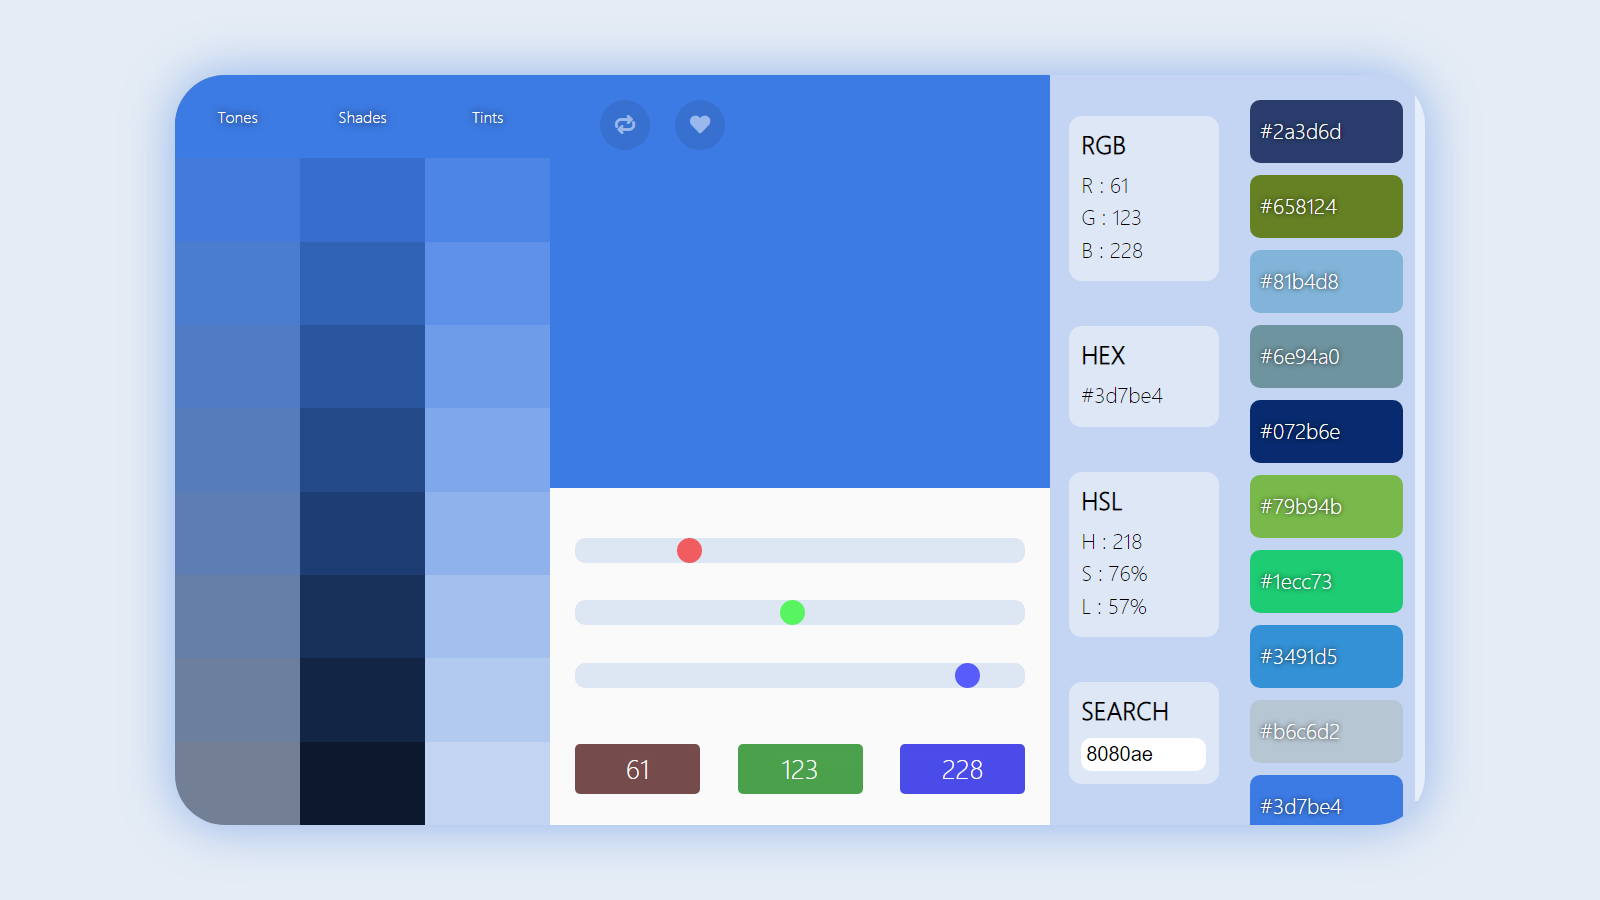 Tones
Shades
Tints
61
123
228
RGB
R : 61
G : 123
B : 228
HEX
#3d7be4
HSL
H : 218
S : 76%
L : 57%
SEARCH
8080ae
#2a3d6d
#658124
#81b4d8
#6e94a0
#072b6e
#79b94b
#1ecc73
#3491d5
#b6c6d2
#3d7be4